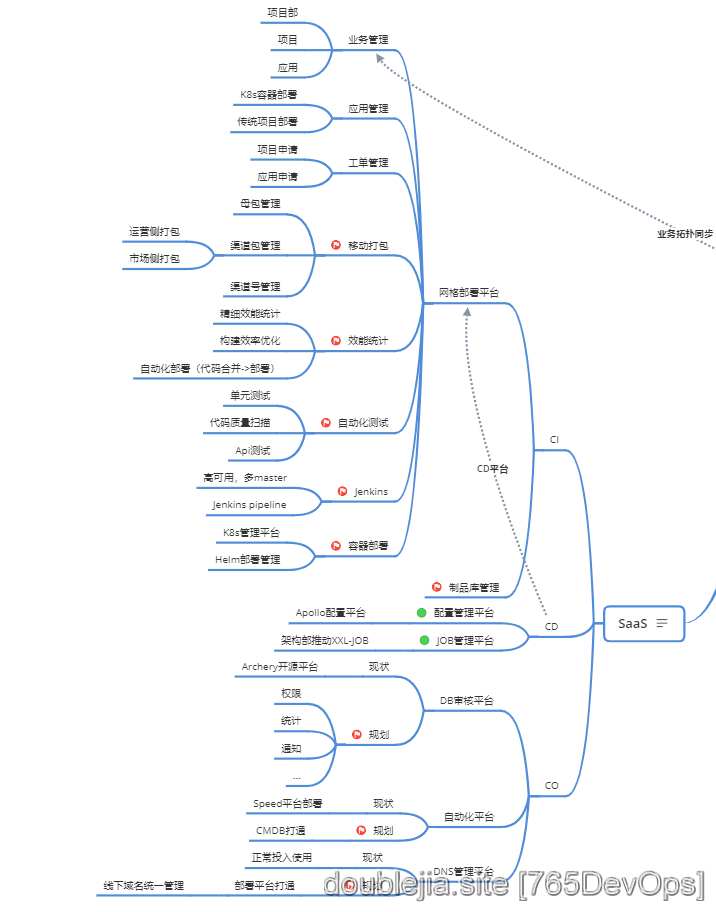 项目部
项目
应用
业务管理
K8s容器部署
传统项目部署
应用管理
项目申请
应用申请
工单管理
母包管理
运营侧打包
市场侧打包
渠道包管理
渠道号管理
移动打包
精细效能统计
构建效率优化
自动化部署（代码合并->部署）
效能统计
单元测试
代码质量扫描
Api测试
自动化测试
高可用，多master
Jenkins pipeline
Jenkins
K8s管理平台
Helm部署管理
容器部署
网格部署平台
业务拓扑同步
CI
CD平台
制品库管理
Apollo配置平台
配置管理平台
架构部推动XXL-JOB
JOB管理平台
CD
SaaS
Archery开源平台
现状
权限
统计
通知
...
规划
DB审核平台
CO
Speed平台部署
现状
CMDB打通
规划
自动化平台
正常投入使用
现状
线下域名统一管理
部署平台打通
规划
DNS管理平台
doublejia.site [765DevOps]